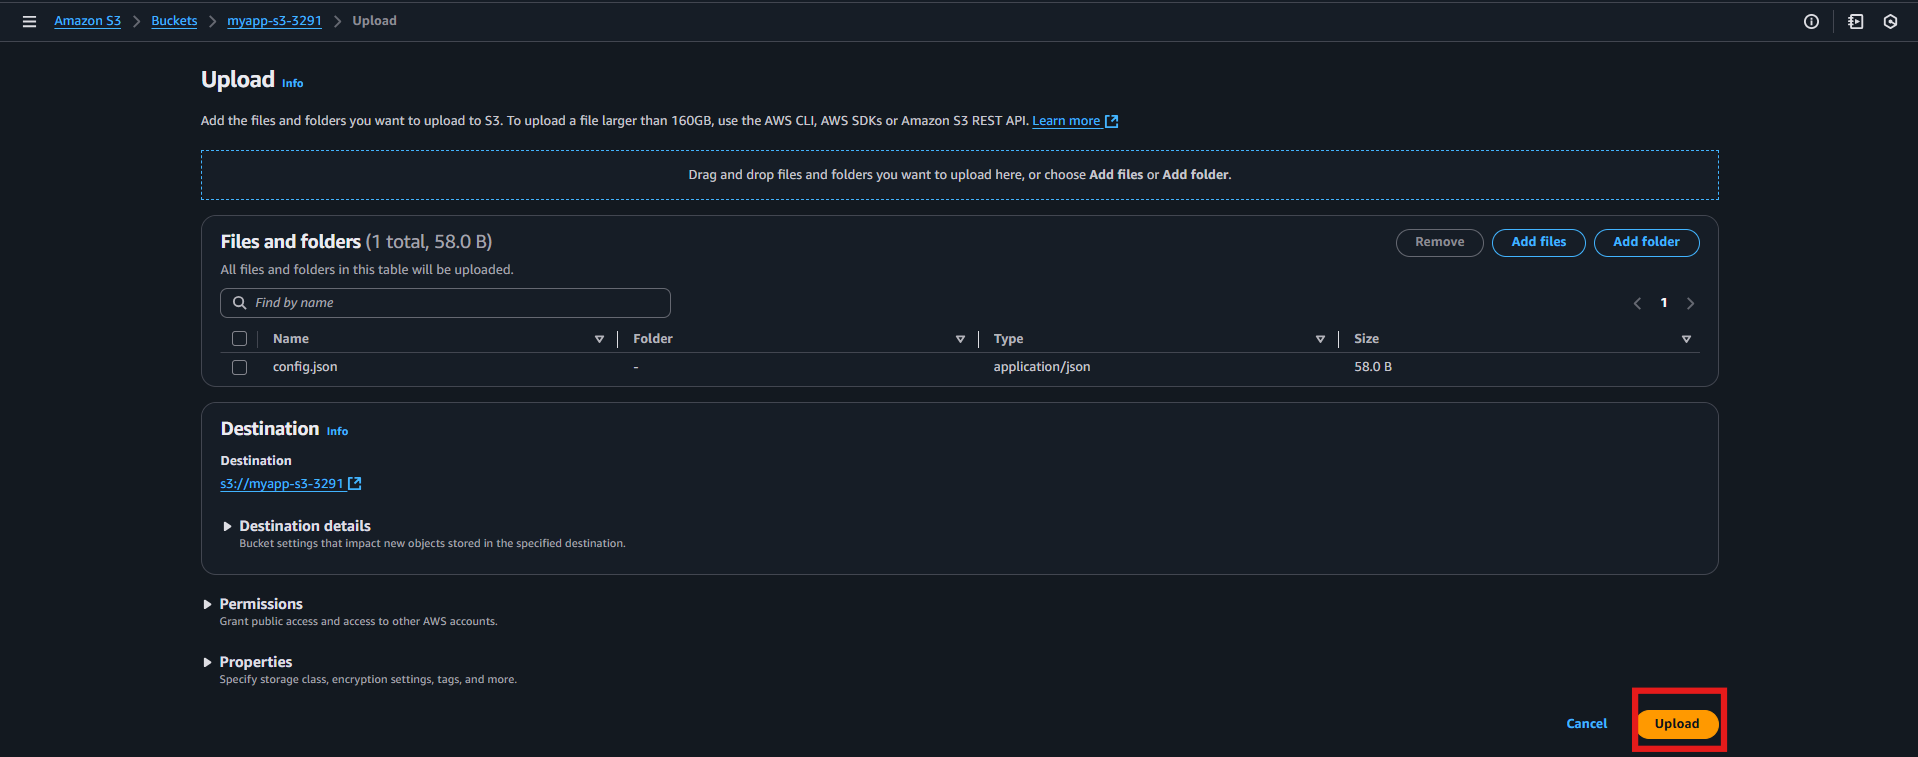 Amazon S3 > Buckets > myapp-s3-3291 > Upload
Upload Info
Add the files and folders you want to upload to S3. To upload a file larger than 160GB, use the AWS CLI, AWS SDKs or Amazon S3 REST API. Learn more
Drag and drop files and folders you want to upload here, or choose Add files or Add folder.
Files and folders (1 total, 58.0 B)
Remove Add files Add folder
All files and folders in this table will be uploaded.
Find by name
1
Name Folder Type Size
config.json - application/json 58.0 B
Destination Info
Destination
s3://myapp-s3-3291
Destination details
Bucket settings that impact new objects stored in the specified destination.
Permissions
Grant public access and access to other AWS accounts.
Properties
Specify storage class, encryption settings, tags, and more.
Cancel Upload